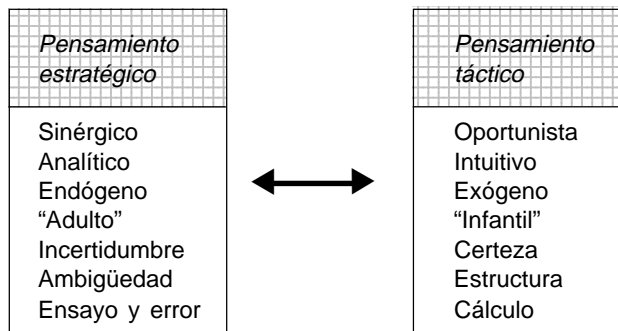 Pensamiento
estratégico
Sinérgico
Analítico
Endógeno
“Adulto”
Incertidumbre
Ambigüedad
Ensayo y error
Pensamiento
táctico
Oportunista
Intuitivo
Exógeno
“Infantil”
Certeza
Estructura
Cálculo